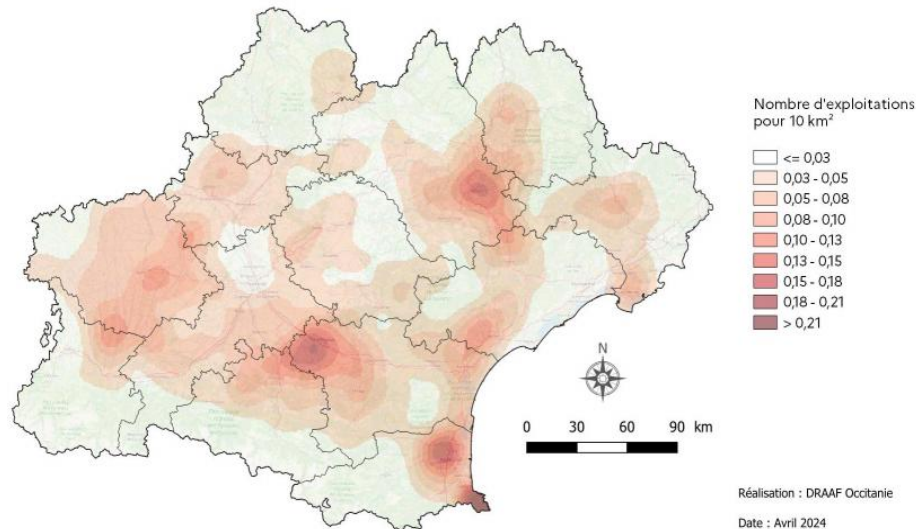 Nombre d'exploitations
pour 10 km²
<= 0,03
0,03 - 0,05
0,05 - 0,08
0,08 - 0,10
0,10 - 0,13
0,13 - 0,15
0,15 - 0,18
0,18 - 0,21
> 0,21
N
0 30 60 90 km
Réalisation : DRAAF Occitanie
Date : Avril 2024